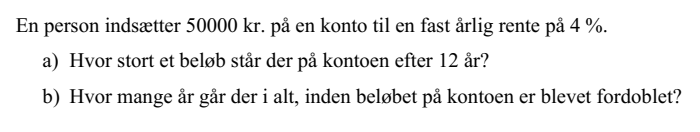 En person indsætter 50000 kr. på en konto til en fast årlig rente på 4 %.
a) Hvor stort et beløb står der på kontoen efter 12 år?
b) Hvor mange år går der i alt, inden beløbet på kontoen er blevet fordoblet?